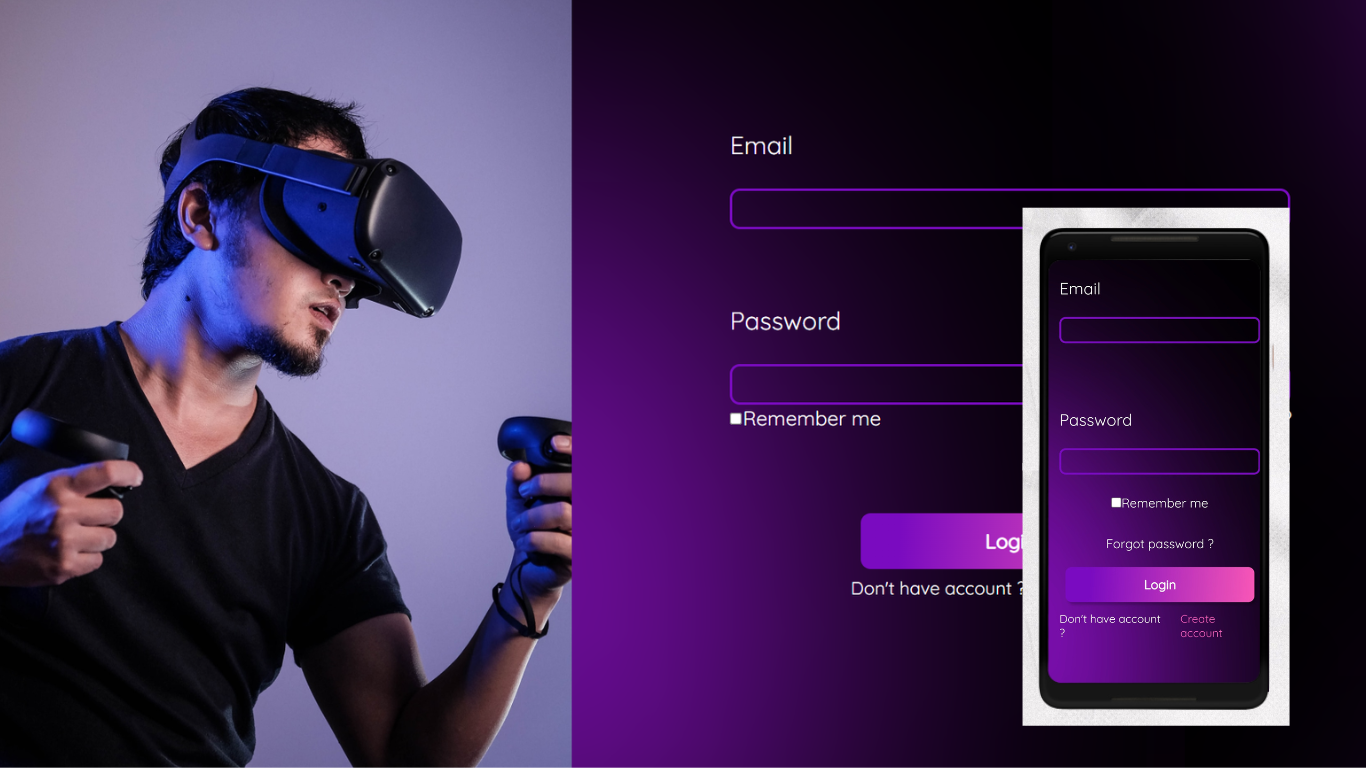 Email
Password
Remember me
Don't have account ?
Email
Password
Remember me
Forgot password ?
Login
Don't have account
?
Create
account